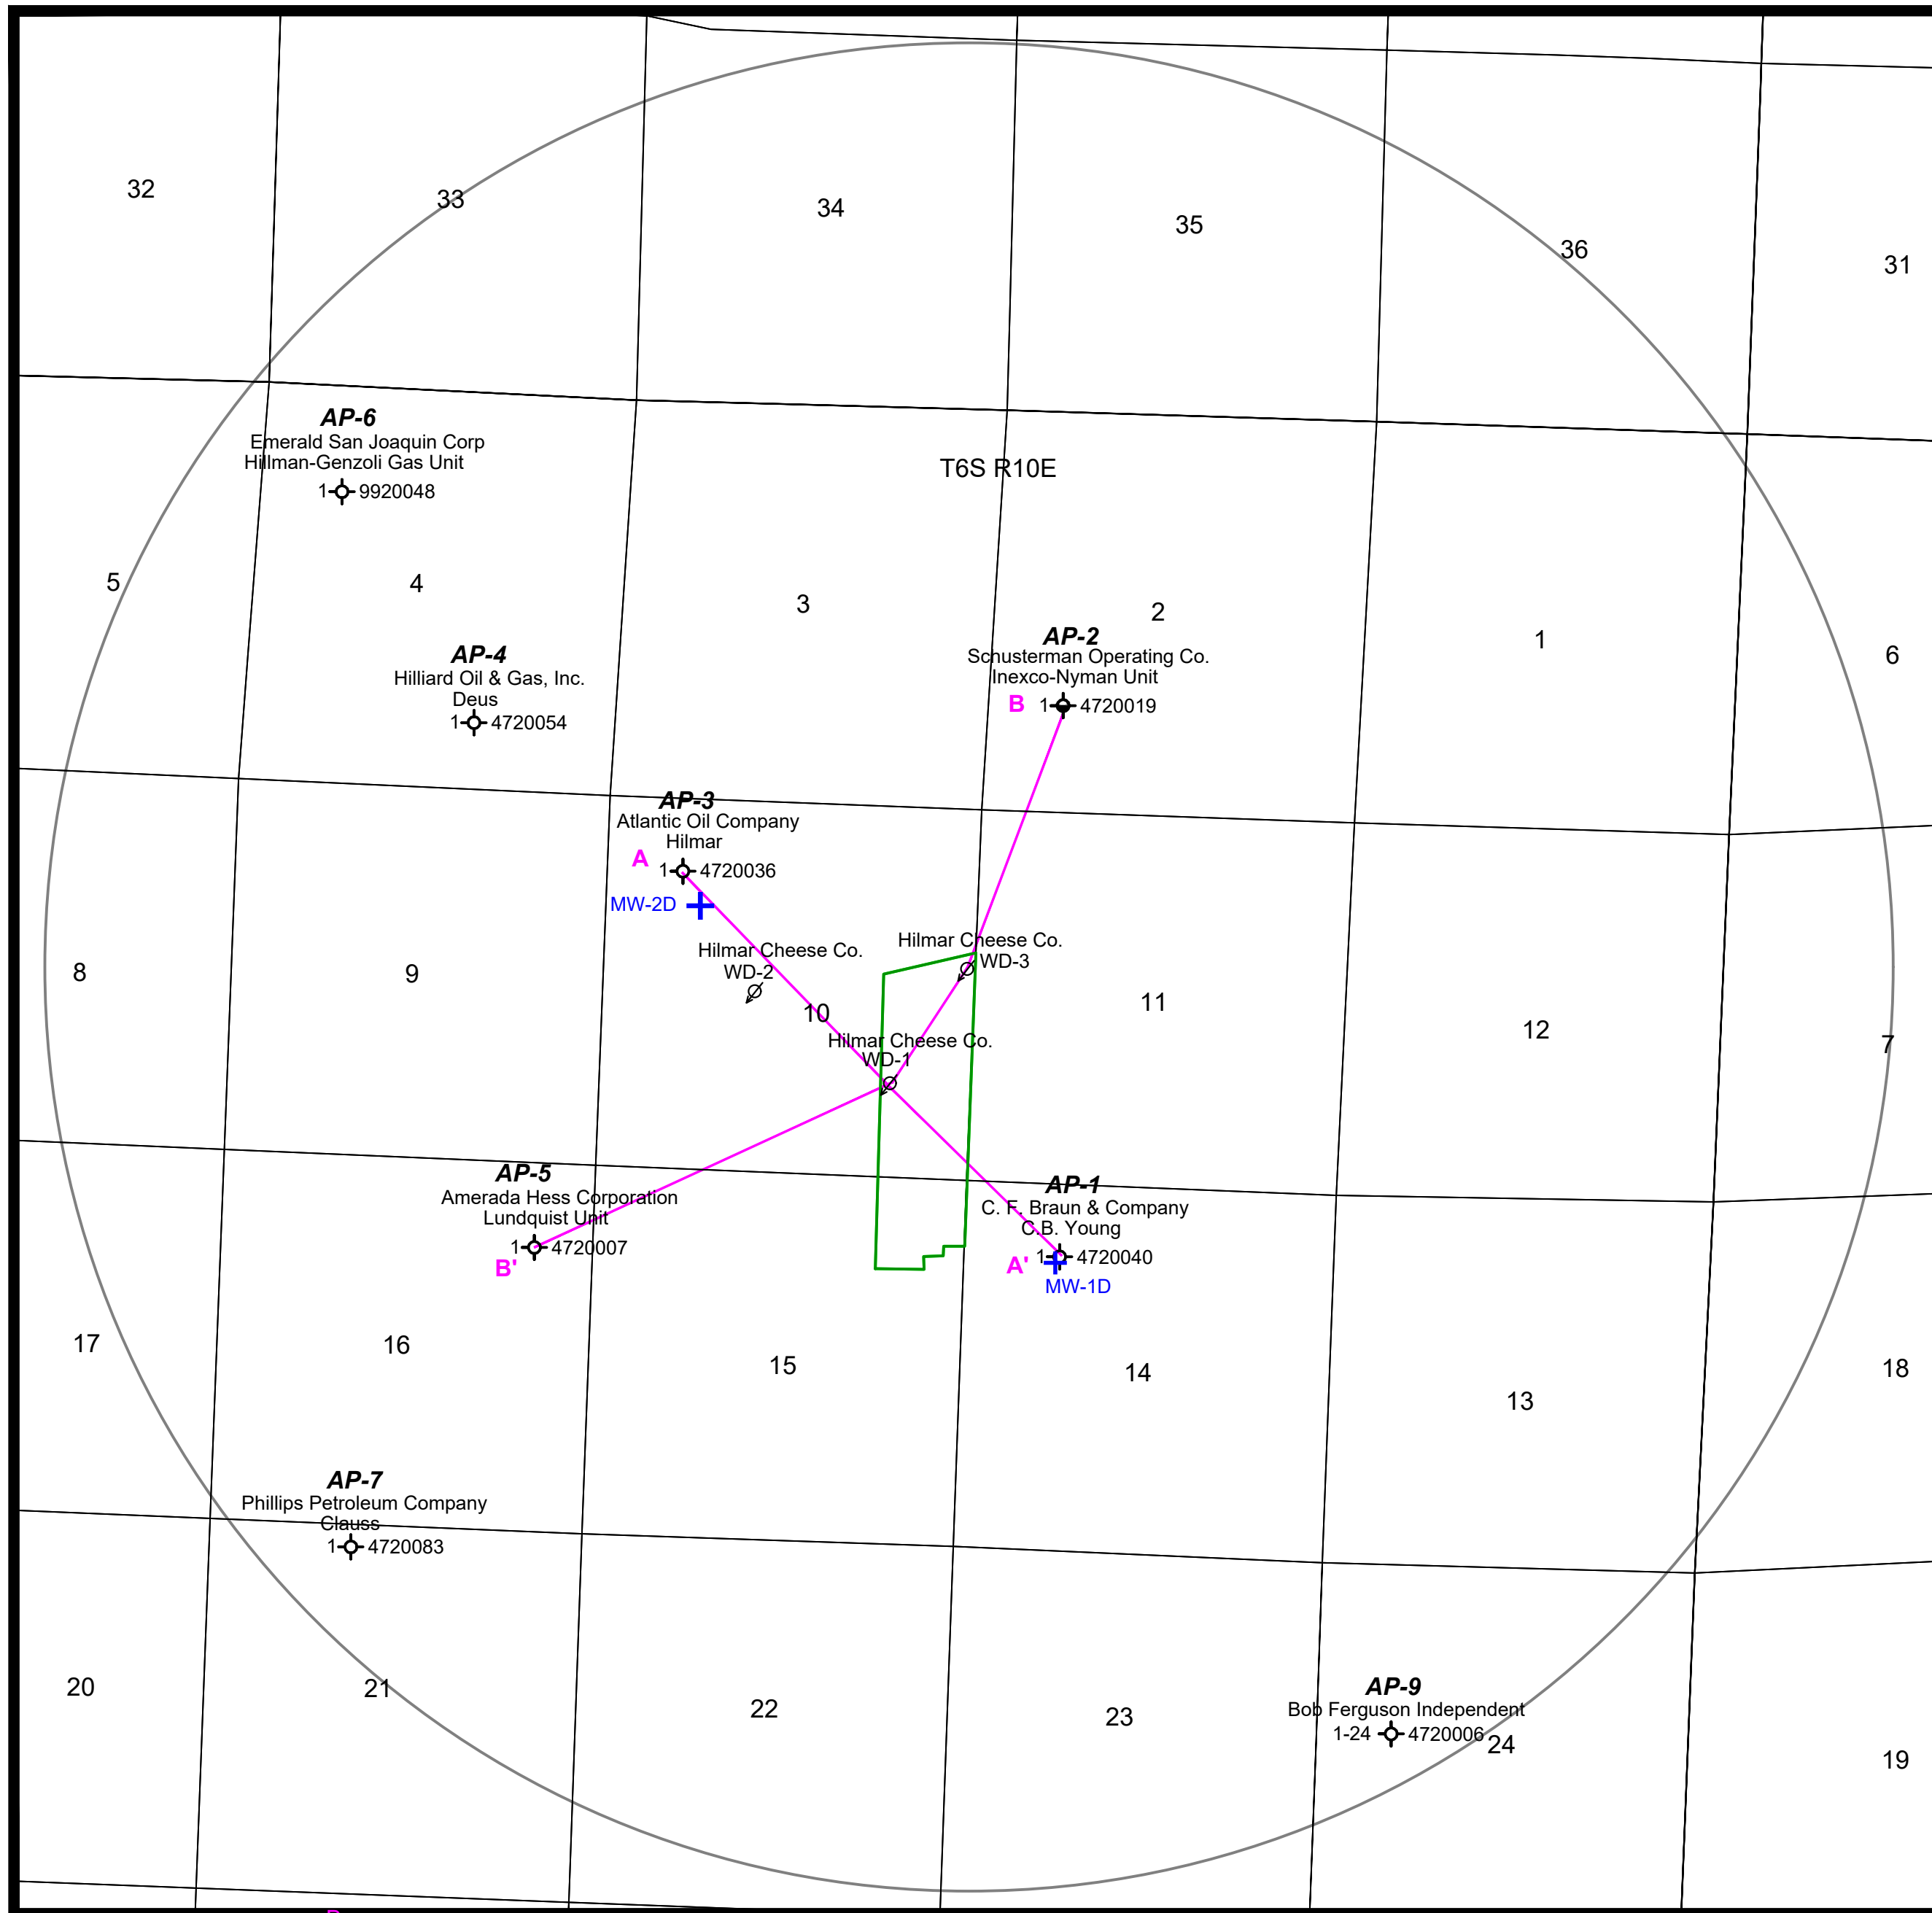 32
33
34
35
36
31
AP-6
Emerald San Joaquin Corp
Hillman-Genzoli Gas Unit
1 9920048
T6S R10E
5
4
3
2
1
6
AP-4
Hilliard Oil & Gas, Inc.
Deus
1 4720054
AP-2
Schusterman Operating Co.
Inexco-Nyman Unit
B 1 4720019
AP-3
Atlantic Oil Company
Hilmar
A 1 4720036
MW-2D
Hilmar Cheese Co.
WD-2
Hilmar Cheese Co.
WD-3
8
9
10
11
12
7
Hilmar Cheese Co.
WD-1
AP-5
Amerada Hess Corporation
Lundquist Unit
1 4720007
B'
AP-1
C. F. Braun & Company
C.B. Young
1 4720040
A'
MW-1D
17
16
15
14
13
18
AP-7
Phillips Petroleum Company
Clauss
1 4720083
20
21
22
23
AP-9
Bob Ferguson Independent
1-24 4720006
24
19